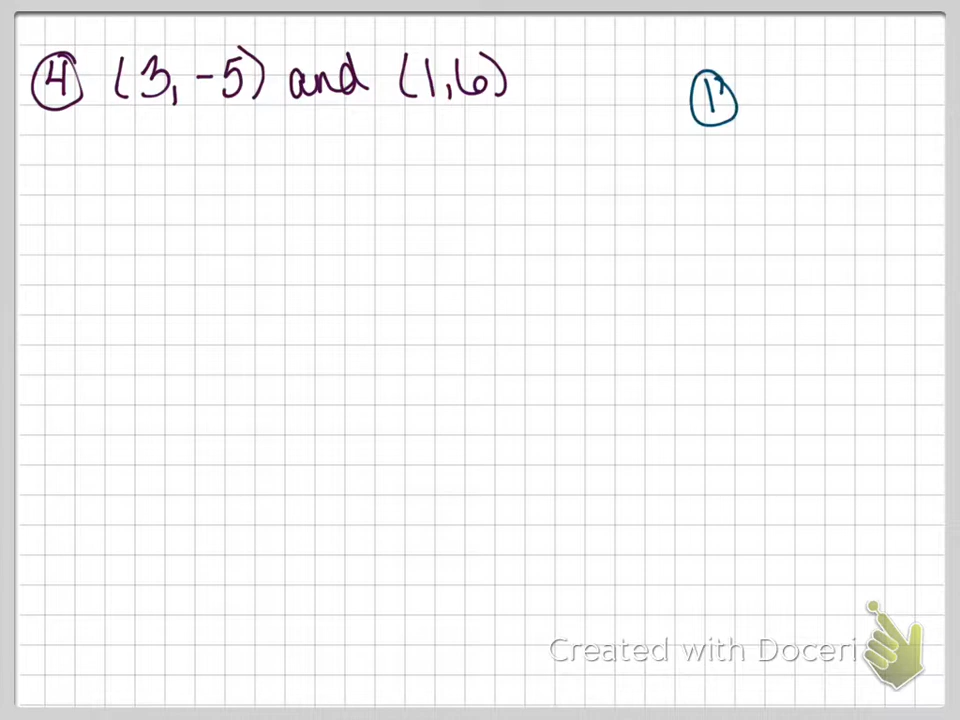 ④ (3, -5) and (1,6)
①
Created with Doceri